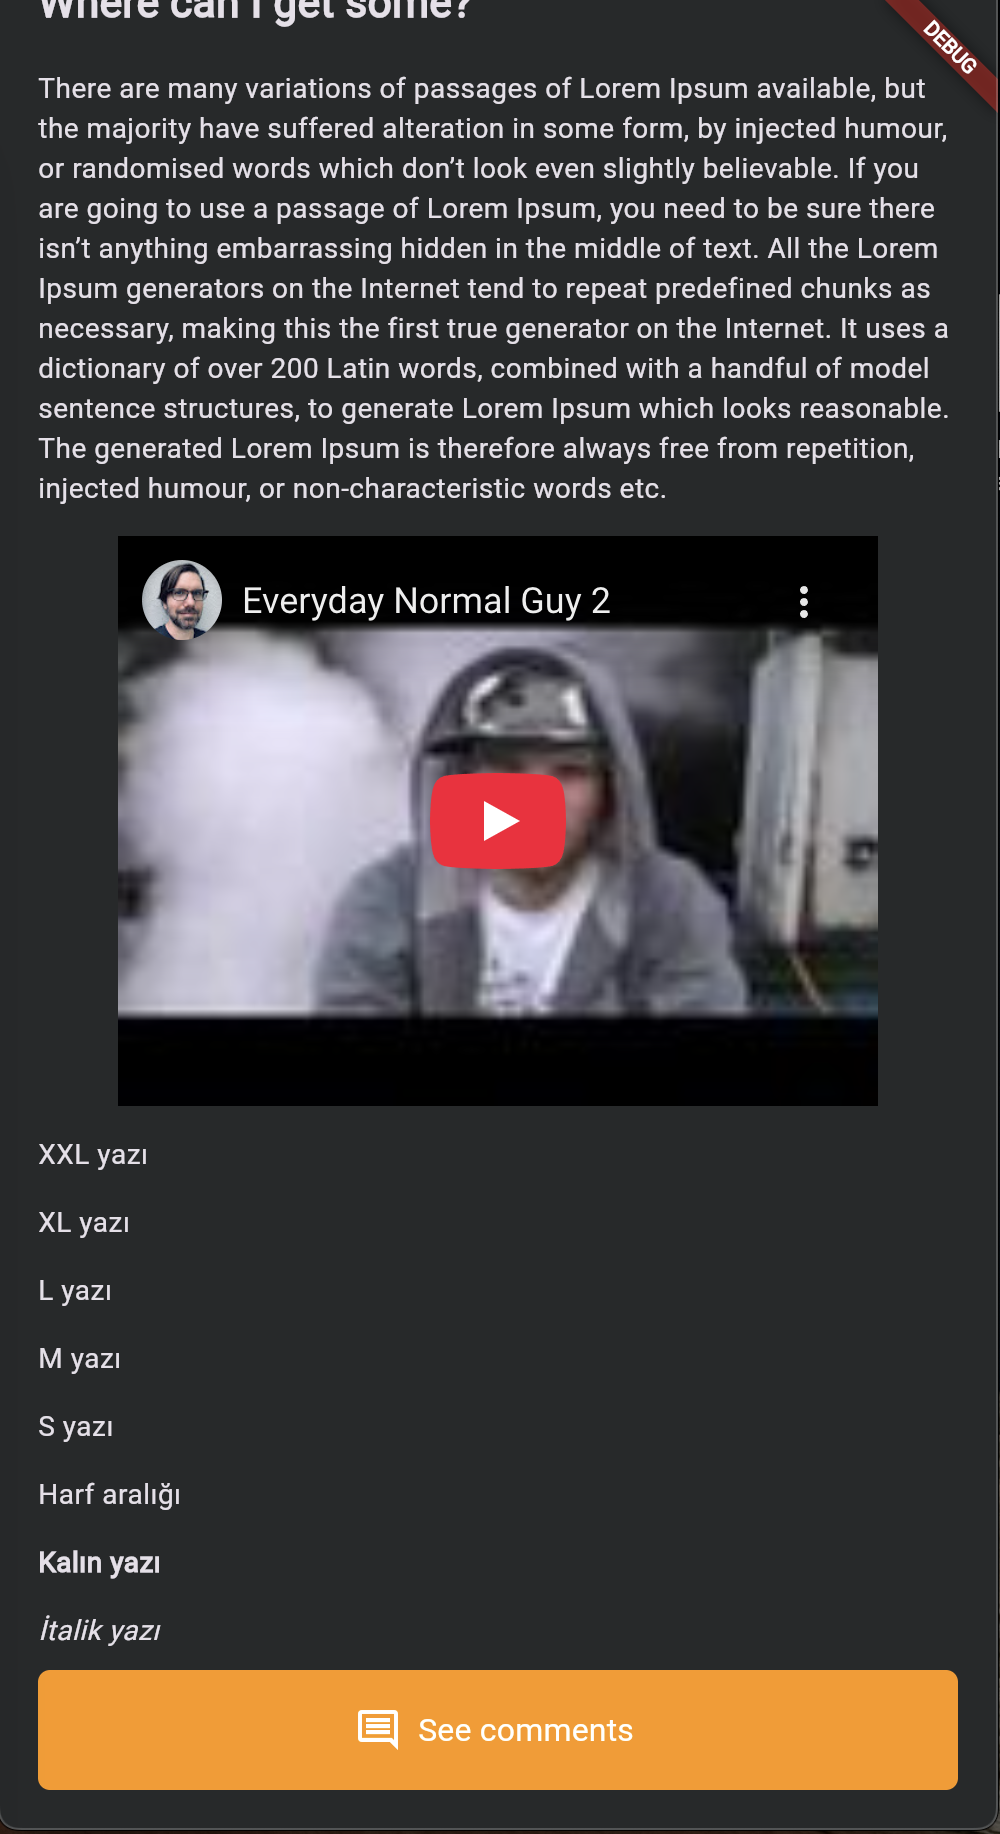 Where can I get some?
DEBUG
There are many variations of passages of Lorem Ipsum available, but
the majority have suffered alteration in some form, by injected humour,
or randomised words which don’t look even slightly believable. If you
are going to use a passage of Lorem Ipsum, you need to be sure there
isn’t anything embarrassing hidden in the middle of text. All the Lorem
Ipsum generators on the Internet tend to repeat predefined chunks as
necessary, making this the first true generator on the Internet. It uses a
dictionary of over 200 Latin words, combined with a handful of model
sentence structures, to generate Lorem Ipsum which looks reasonable.
The generated Lorem Ipsum is therefore always free from repetition,
injected humour, or non-characteristic words etc.
Everyday Normal Guy 2
XXL yazı
XL yazı
L yazı
M yazı
S yazı
Harf aralığı
Kalın yazı
İtalik yazı
See comments